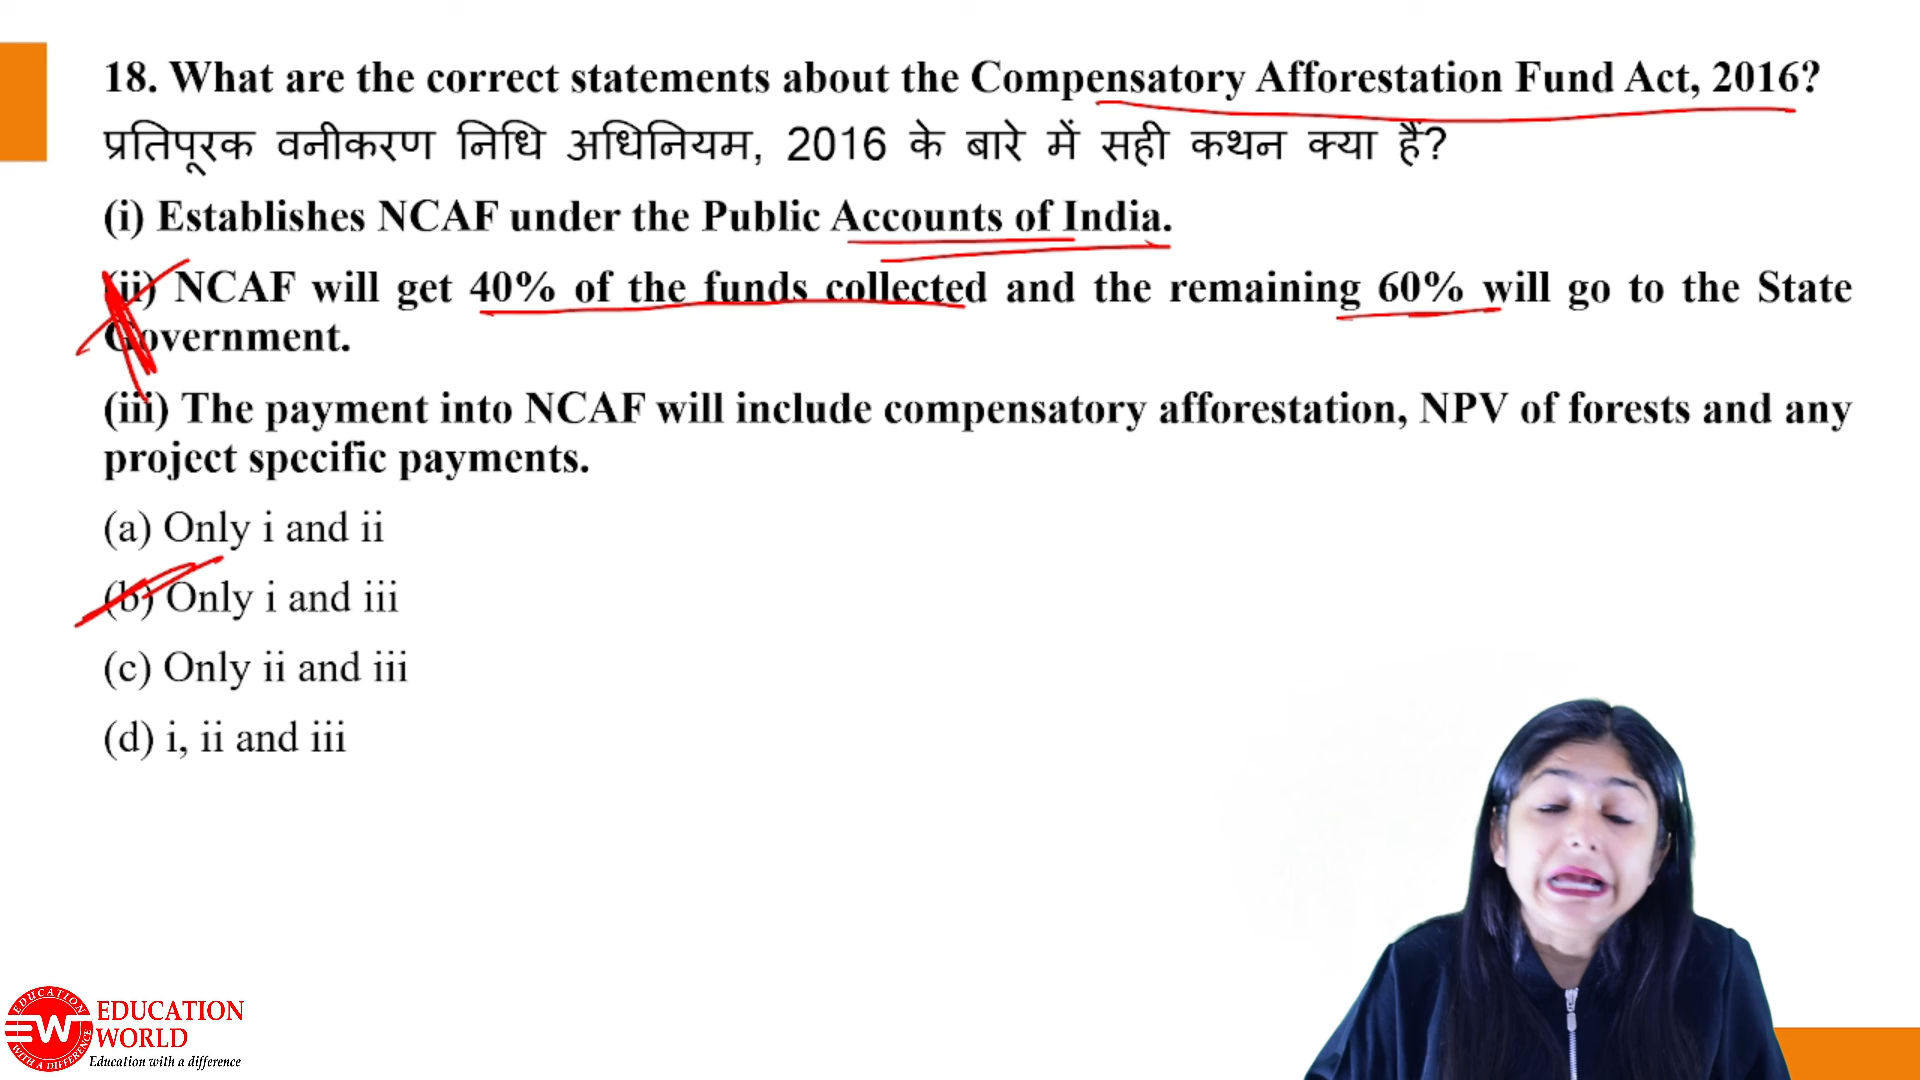 18. What are the correct statements about the Compensatory Afforestation Fund Act, 2016?
प्रतिपूरक वनीकरण निधि अधिनियम, 2016 के बारे में सही कथन क्या हैं?
(i) Establishes NCAF under the Public Accounts of India.
(ii) NCAF will get 40% of the funds collected and the remaining 60% will go to the State
Government.
(iii) The payment into NCAF will include compensatory afforestation, NPV of forests and any
project specific payments.
(a) Only i and ii
(b) Only i and iii
(c) Only ii and iii
(d) i, ii and iii
EDUCATION
EW
WITH A DIFFERENCE
EDUCATION
WORLD
Education with a difference